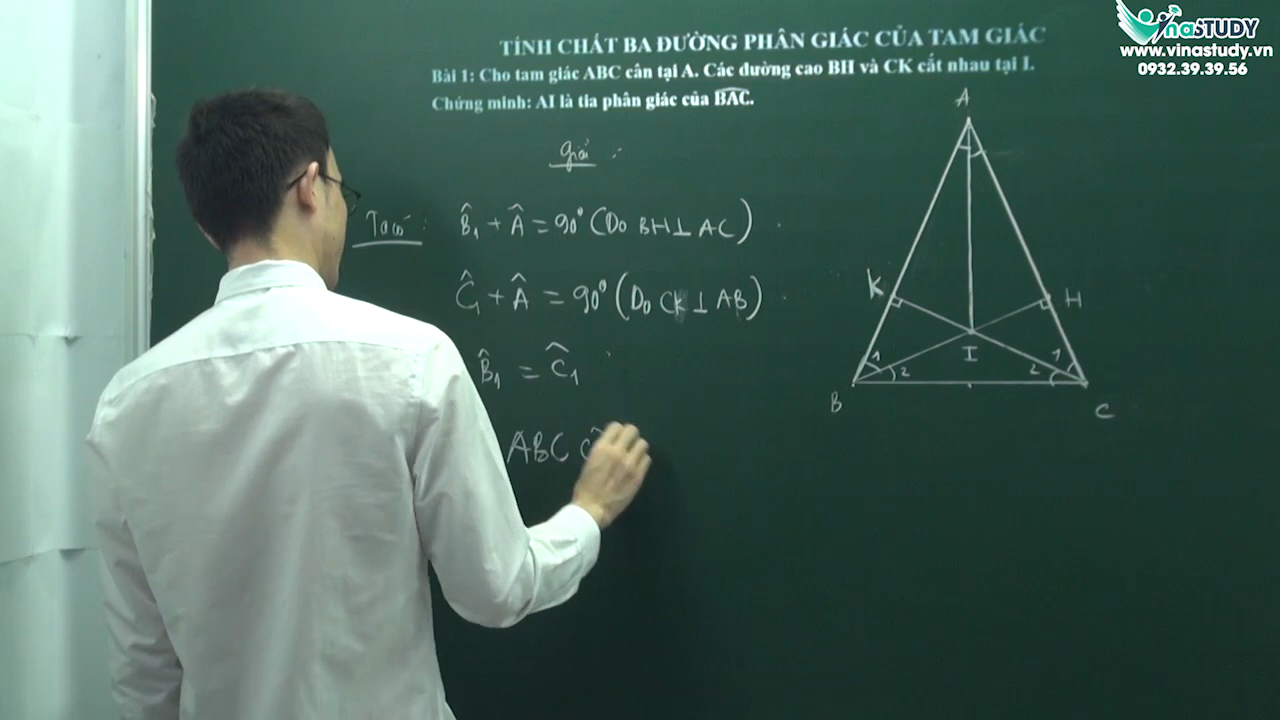 VinaSTUDY
www.vinastudy.vn
0932.39.39.56
TÍNH CHẤT BA ĐƯỜNG PHÂN GIÁC CỦA TAM GIÁC
Bài 1: Cho tam giác ABC cân tại A. Các đường cao BH và CK cắt nhau tại I.
Chứng minh: AI là tia phân giác của \widehat{BAC}.
Giải :
Ta có : B̂₁ + Â = 90° (Do BH ⊥ AC)
Ĉ₁ + Â = 90° (Do CK ⊥ AB)
B̂₁ = Ĉ₁
ABC
A
K
H
I
1
2
1
2
B
C